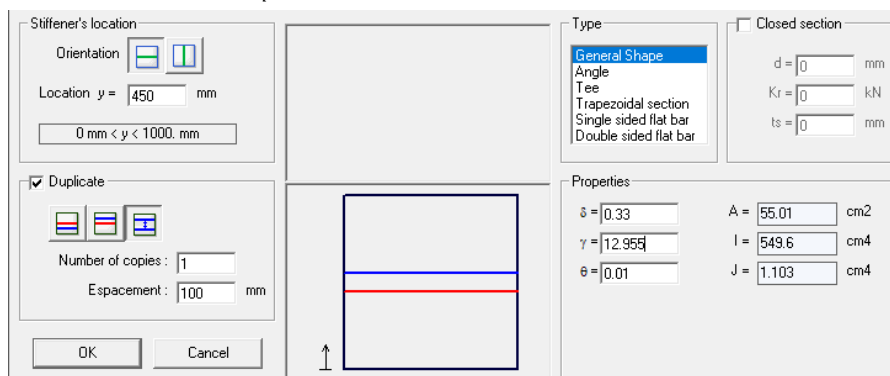 Stiffener's location
Orientation
Location y = 450 mm
0 mm < y < 1000. mm
Duplicate
Number of copies : 1
Espacement : 100 mm
OK Cancel
Type
General Shape
Angle
Tee
Trapezoidal section
Single sided flat bar
Double sided flat bar
Closed section
d = 0 mm
Kr = 0 kN
ts = 0 mm
Properties
δ = 0.33 A = 55.01 cm2
γ = 12.955 I = 549.6 cm4
θ = 0.01 J = 1.103 cm4